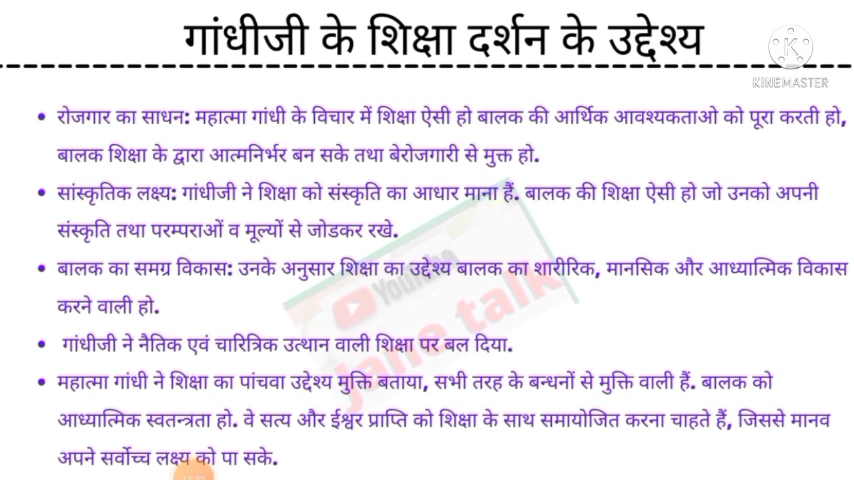 गांधीजी के शिक्षा दर्शन के उद्देश्य
KINEMASTER
• रोजगार का साधन: महात्मा गांधी के विचार में शिक्षा ऐसी हो बालक की आर्थिक आवश्यकताओ को पूरा करती हो,
बालक शिक्षा के द्वारा आत्मनिर्भर बन सके तथा बेरोजगारी से मुक्त हो.
• सांस्कृतिक लक्ष्य: गांधीजी ने शिक्षा को संस्कृति का आधार माना हैं. बालक की शिक्षा ऐसी हो जो उनको अपनी
संस्कृति तथा परम्पराओं व मूल्यों से जोडकर रखे.
• बालक का समग्र विकास: उनके अनुसार शिक्षा का उद्देश्य बालक का शारीरिक, मानसिक और आध्यात्मिक विकास
करने वाली हो.
• गांधीजी ने नैतिक एवं चारित्रिक उत्थान वाली शिक्षा पर बल दिया.
• महात्मा गांधी ने शिक्षा का पांचवा उद्देश्य मुक्ति बताया, सभी तरह के बन्धनों से मुक्ति वाली हैं. बालक को
आध्यात्मिक स्वतन्त्रता हो. वे सत्य और ईश्वर प्राप्ति को शिक्षा के साथ समायोजित करना चाहते हैं, जिससे मानव
अपने सर्वोच्च लक्ष्य को पा सके.
YouTube
jane talk